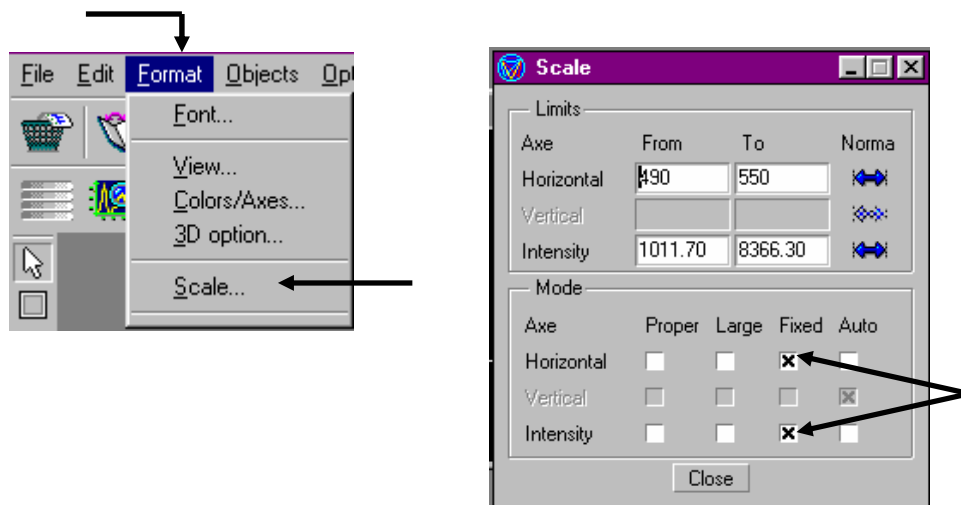 File Edit Format Objects Opt
Font...
View...
Colors/Axes...
3D option...
Scale...
Scale
Limits
Axe From To Norma
Horizontal 490 550
Vertical
Intensity 1011.70 8366.30
Mode
Axe Proper Large Fixed Auto
Horizontal
Vertical
Intensity
Close